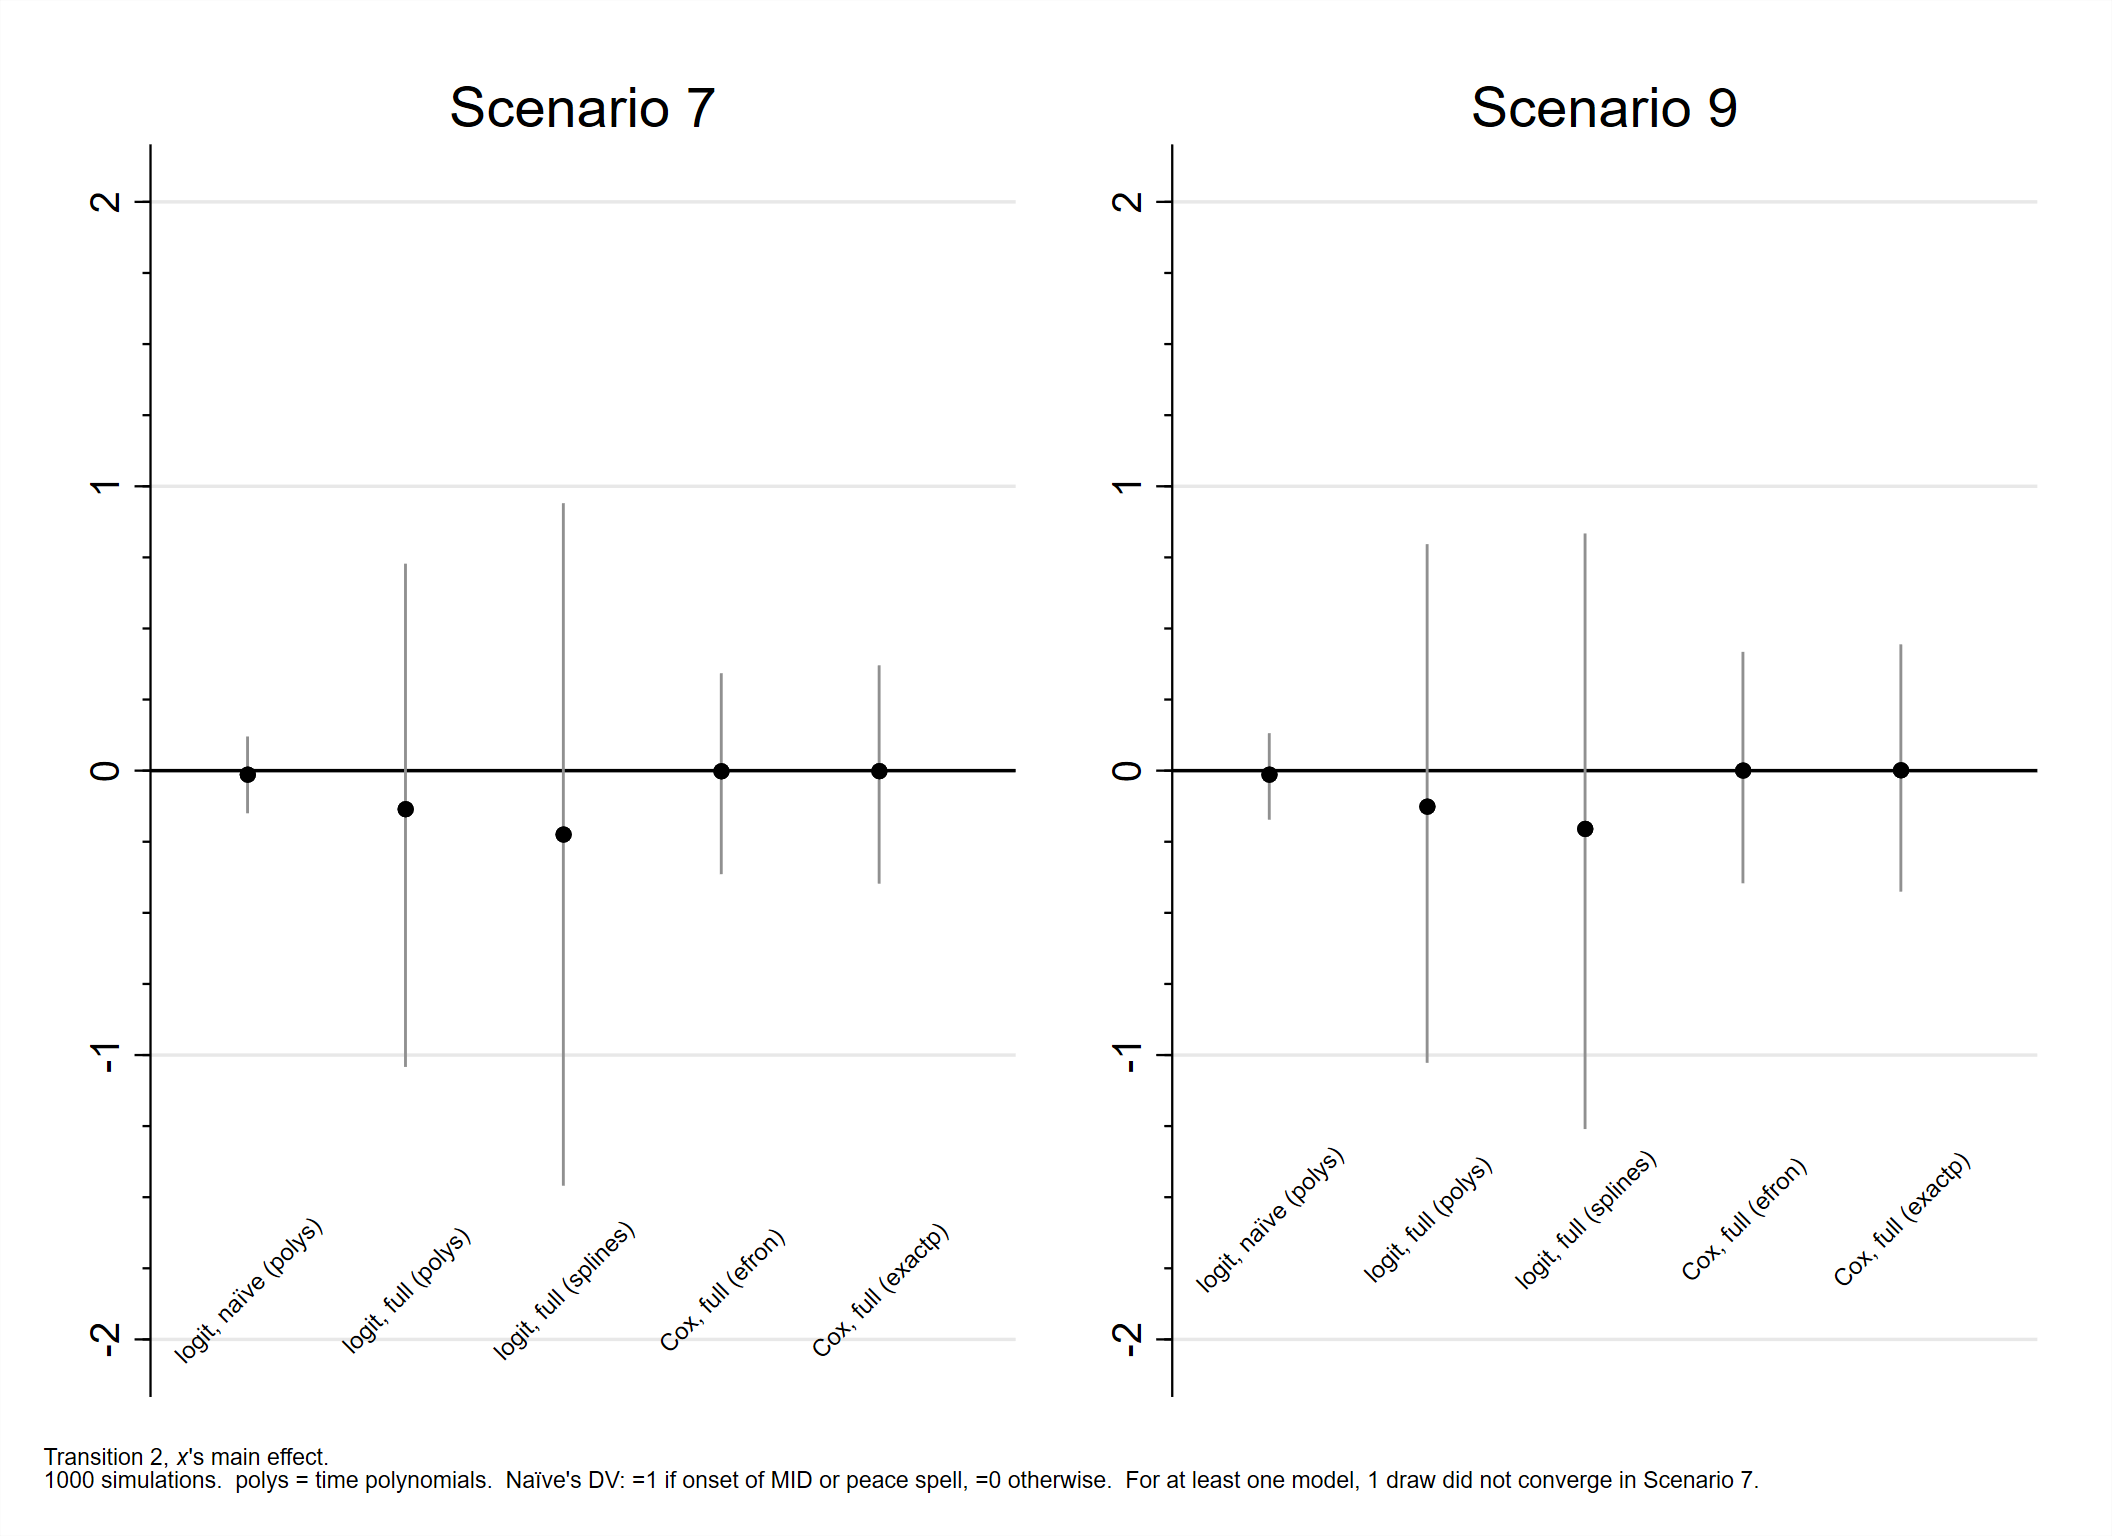 Scenario 7
2
1
0
-1
-2
logit, naïve (polys)
logit, full (polys)
logit, full (splines)
Cox, full (efron)
Cox, full (exactp)
Scenario 9
2
1
0
-1
-2
logit, naïve (polys)
logit, full (polys)
logit, full (splines)
Cox, full (efron)
Cox, full (exactp)
Transition 2, x's main effect.
1000 simulations.  polys = time polynomials.  Naïve's DV: =1 if onset of MID or peace spell, =0 otherwise.  For at least one model, 1 draw did not converge in Scenario 7.